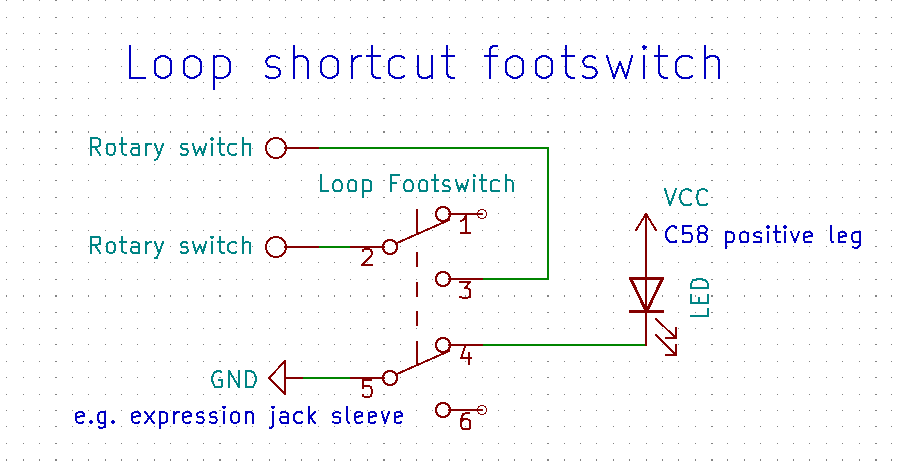 Loop shortcut footswitch
Rotary switch
Loop Footswitch
VCC
1
C58 positive leg
Rotary switch
2
3
LED
4
GND
5
e.g. expression jack sleeve
6